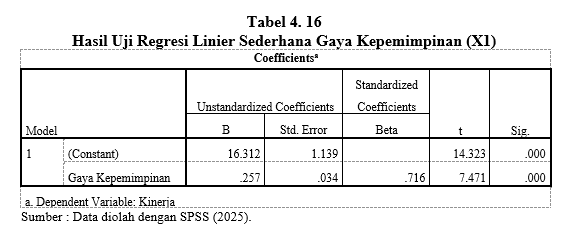 Tabel 4. 16
Hasil Uji Regresi Linier Sederhana Gaya Kepemimpinan (X1)
Coefficientsᵃ
Standardized
Unstandardized Coefficients Coefficients
Model B Std. Error Beta t Sig.
1 (Constant) 16.312 1.139 14.323 .000
Gaya Kepemimpinan .257 .034 .716 7.471 .000
a. Dependent Variable: Kinerja
Sumber : Data diolah dengan SPSS (2025).